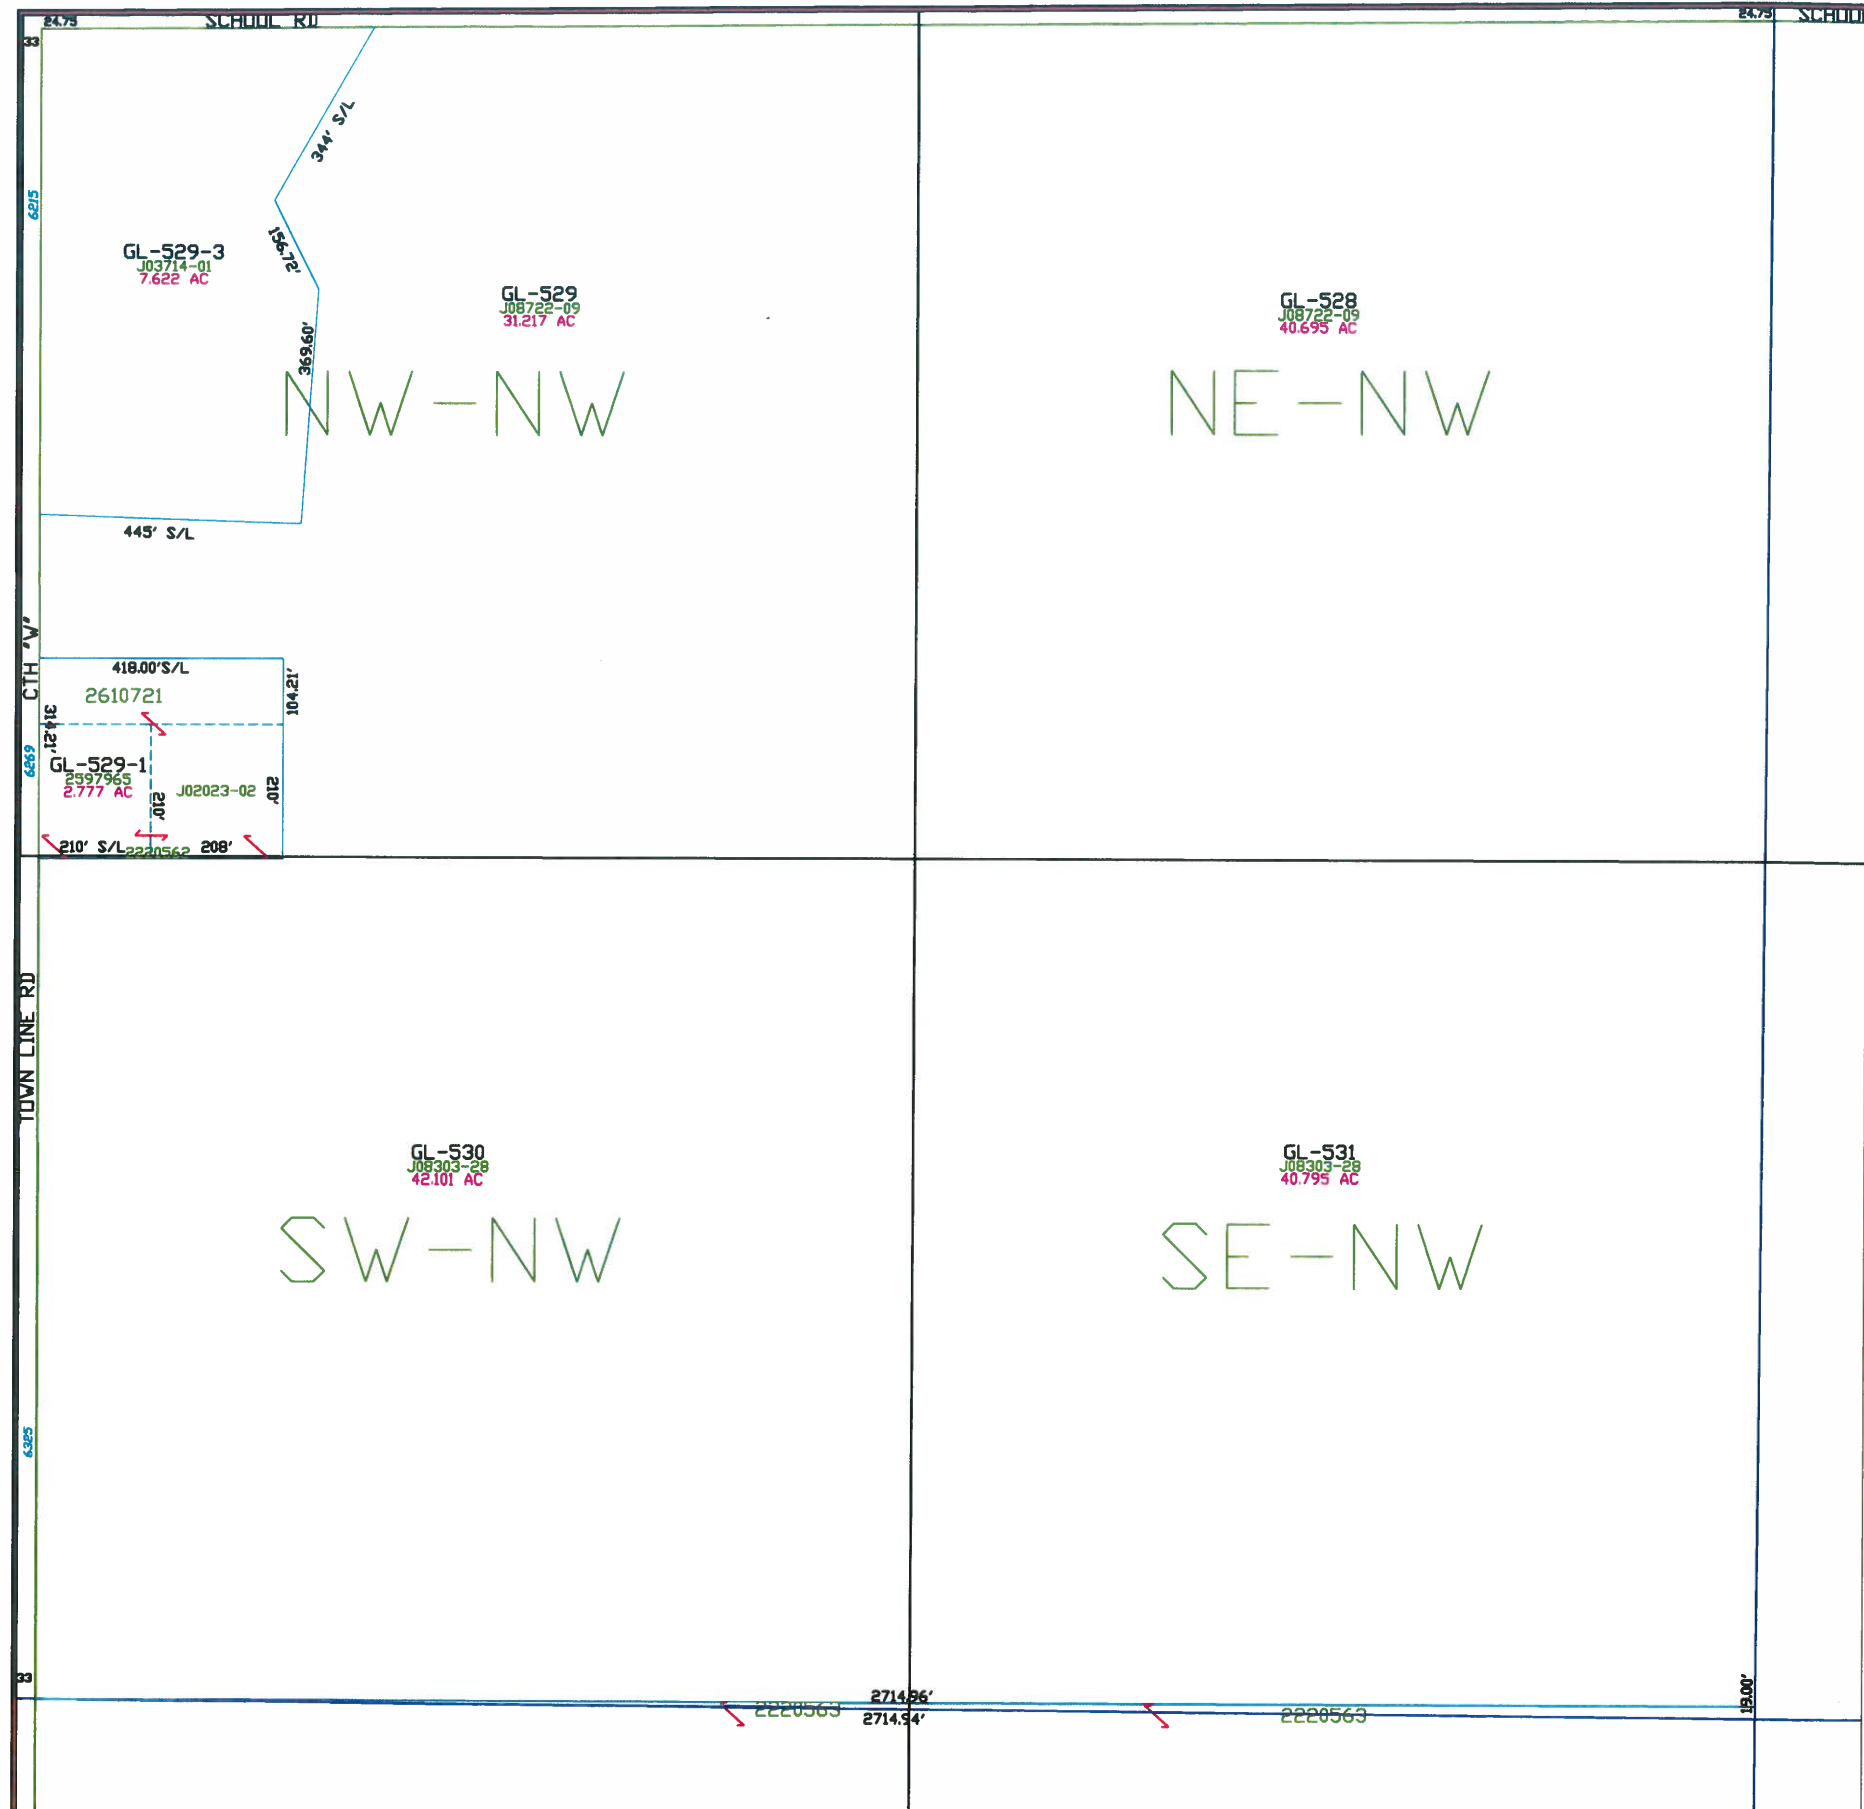 24.75
SCHOOL RD
24.75
33
344' S/L
6215
156.72'
GL-529-3
J03714-01
7.622 AC
GL-529
J08722-09
31.217 AC
GL-528
J08722-09
40.695 AC
369.60'
NW-NW
NE-NW
445' S/L
CTH "W"
418.00'S/L
2610721
104.21'
314.21'
6269
GL-529-1
2597965
2.777 AC
J02023-02
210'
210'
210' S/L
2220562
208'
TOWN LINE RD
GL-530
J08303-28
42.101 AC
GL-531
J08303-28
40.795 AC
SW-NW
SE-NW
6325
33
19.00'
2714.96'
2220563
2714.94'
2220563